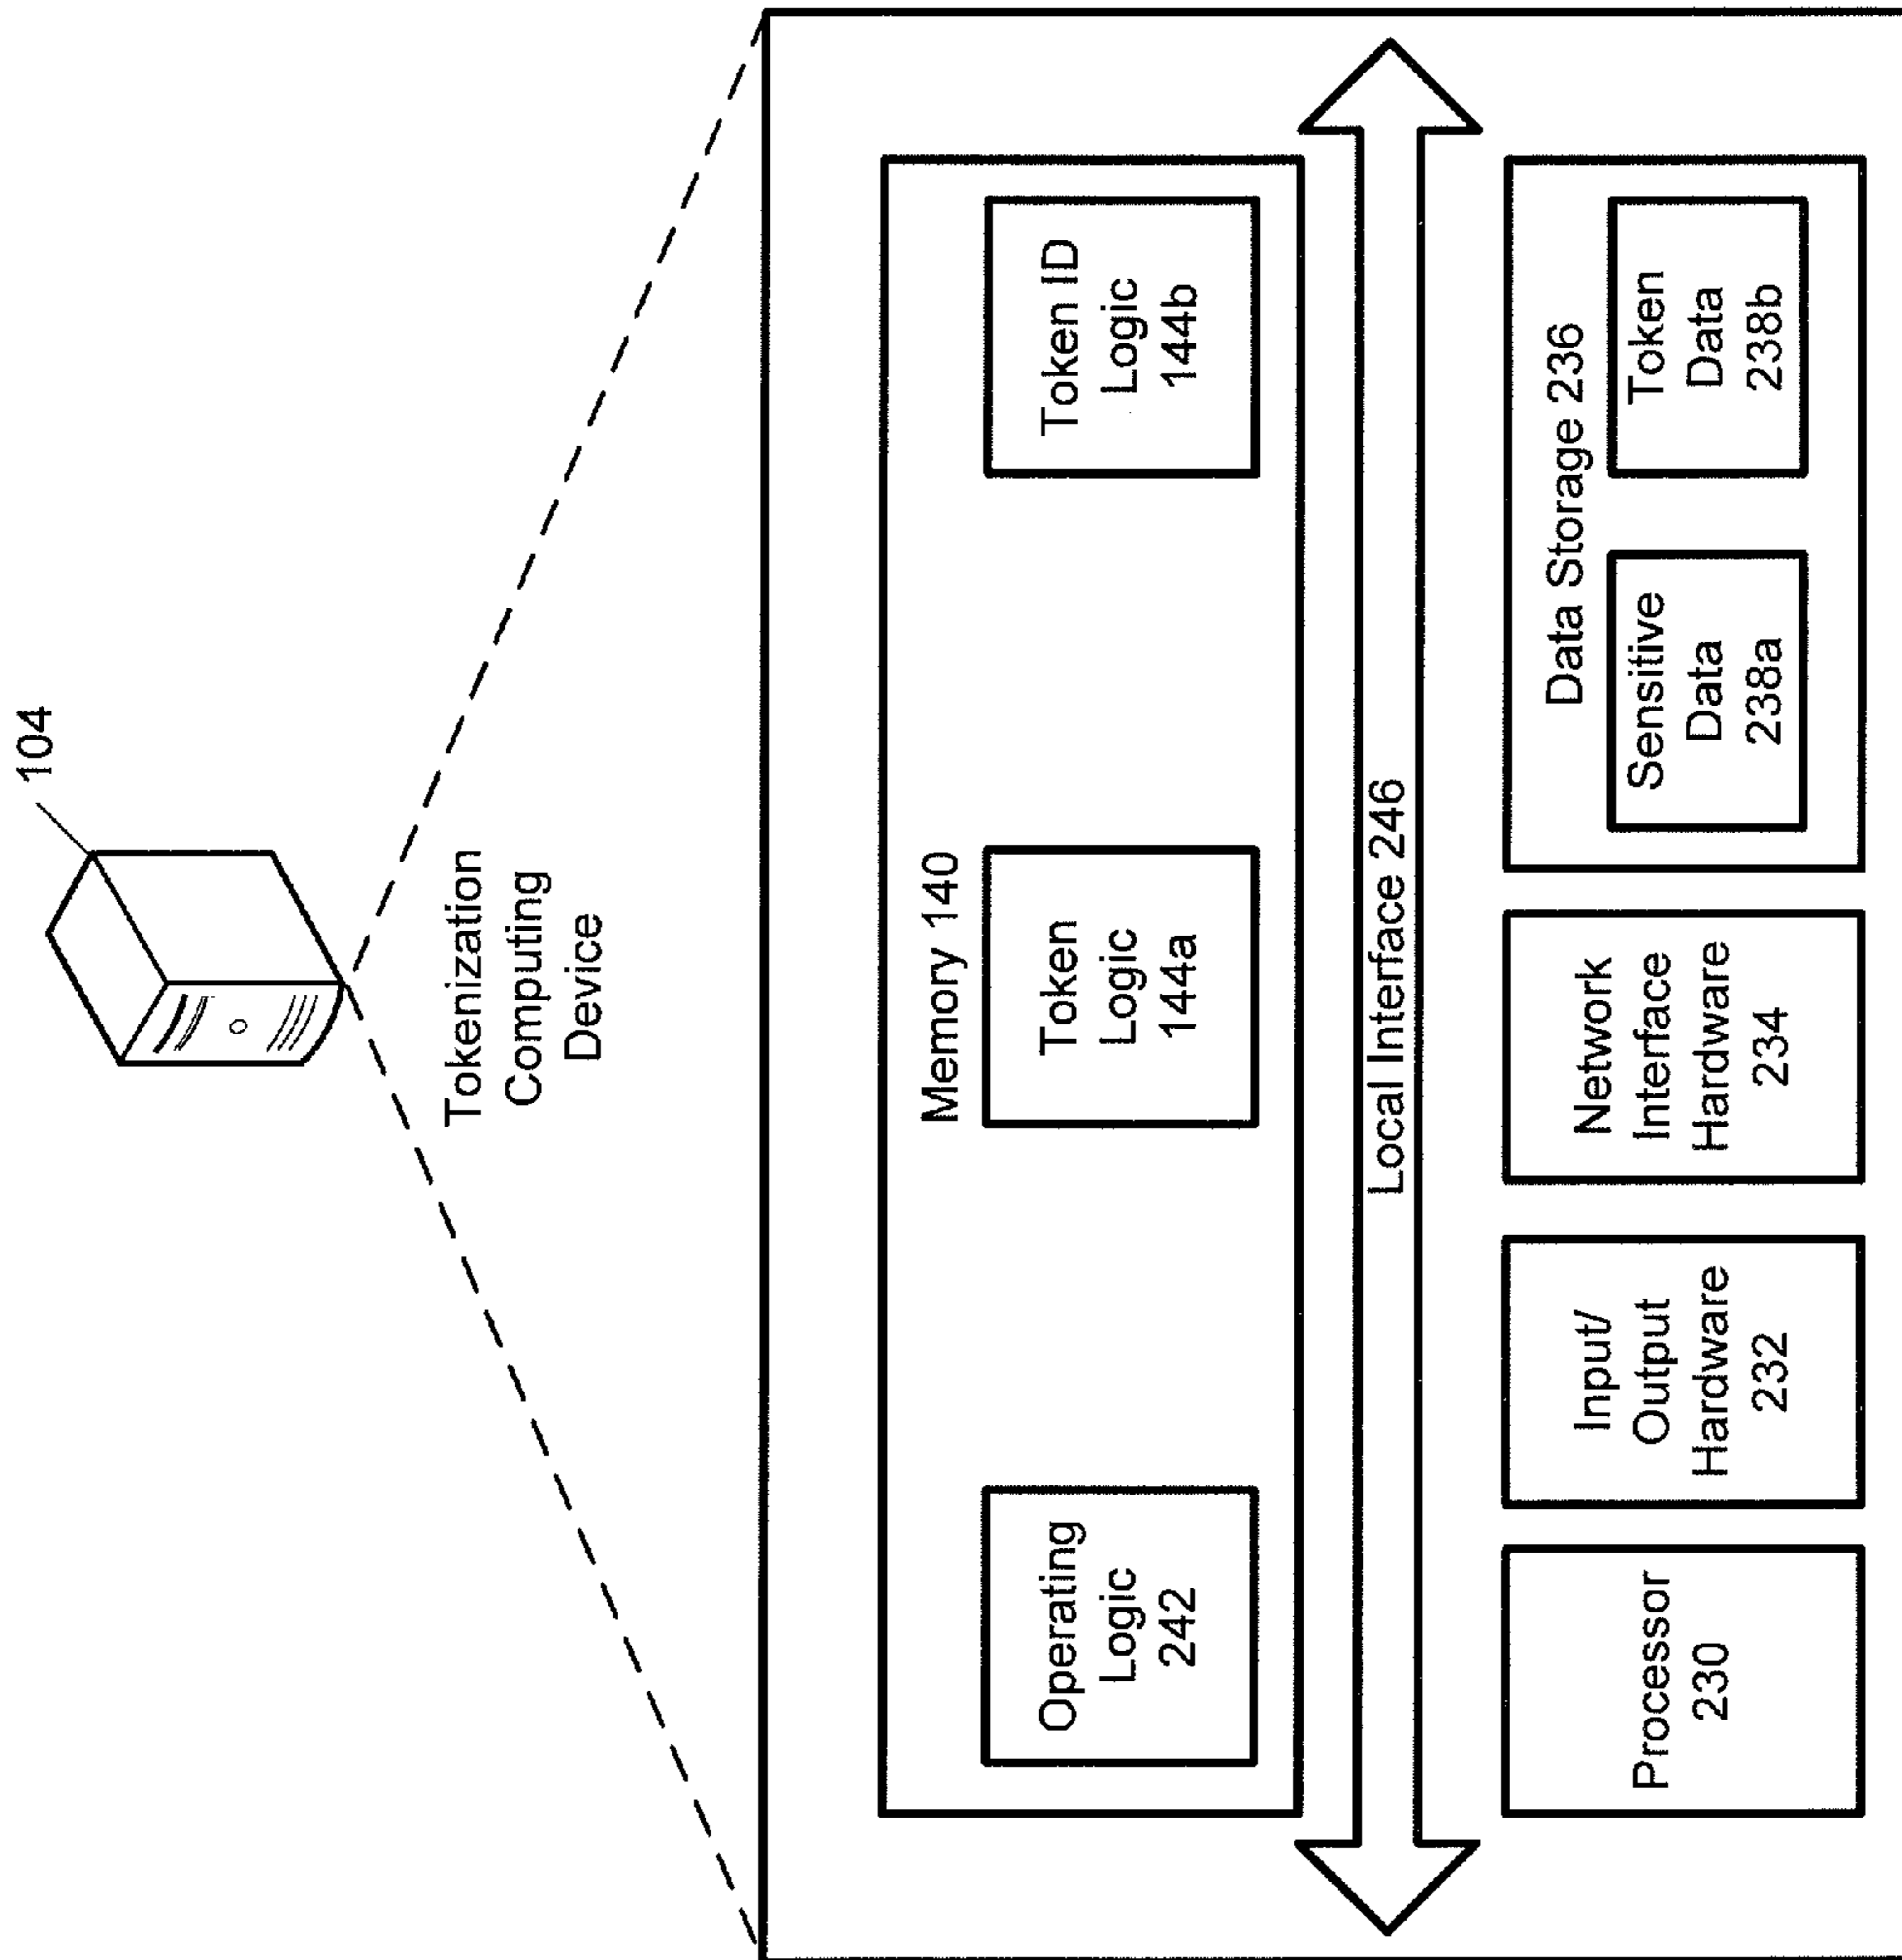 104
Tokenization
Computing
Device
Memory 140
Operating
Logic
242
Token
Logic
144a
Token ID
Logic
144b
Local Interface 246
Processor
230
Input/
Output
Hardware
232
Network
Interface
Hardware
234
Data Storage 236
Sensitive
Data
238a
Token
Data
238b